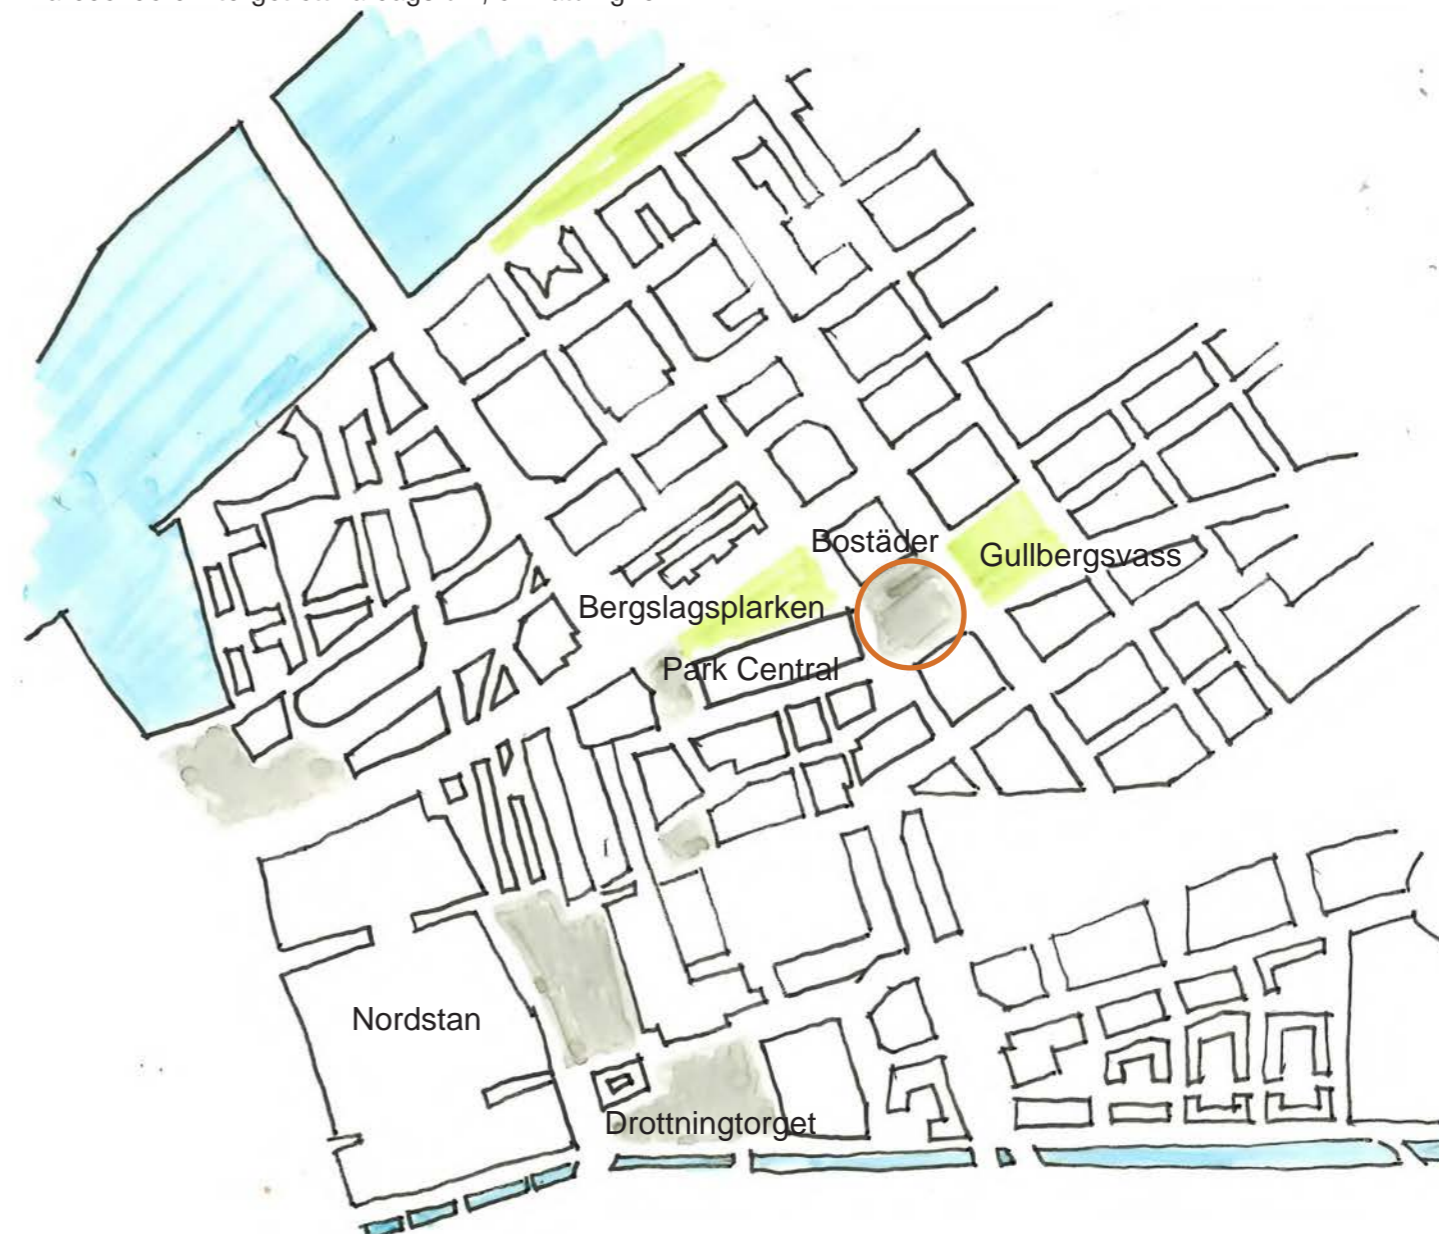 Bostäder
Gullbergsvass
Bergslagsplarken
Park Central
Nordstan
Drottningtorget